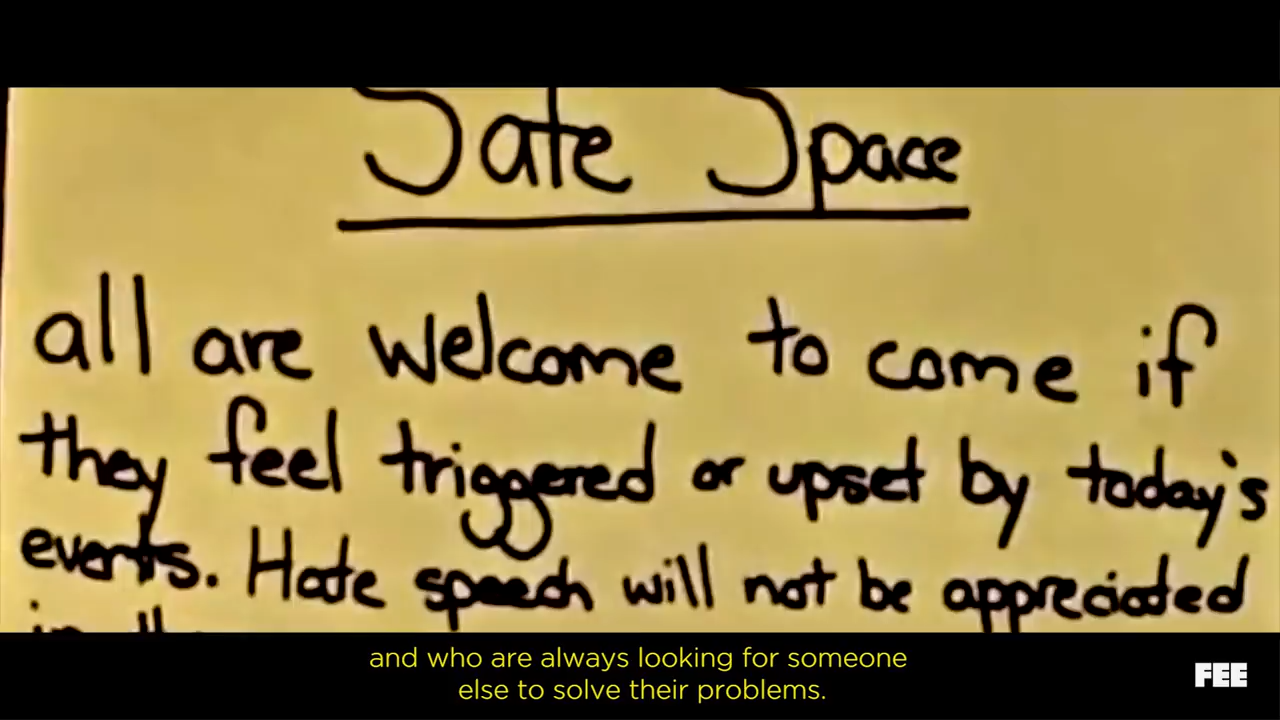 Safe Space
all are welcome to come if
they feel triggered or upset by today's
events. Hate speech will not be appreciated
and who are always looking for someone
else to solve their problems.
FEE